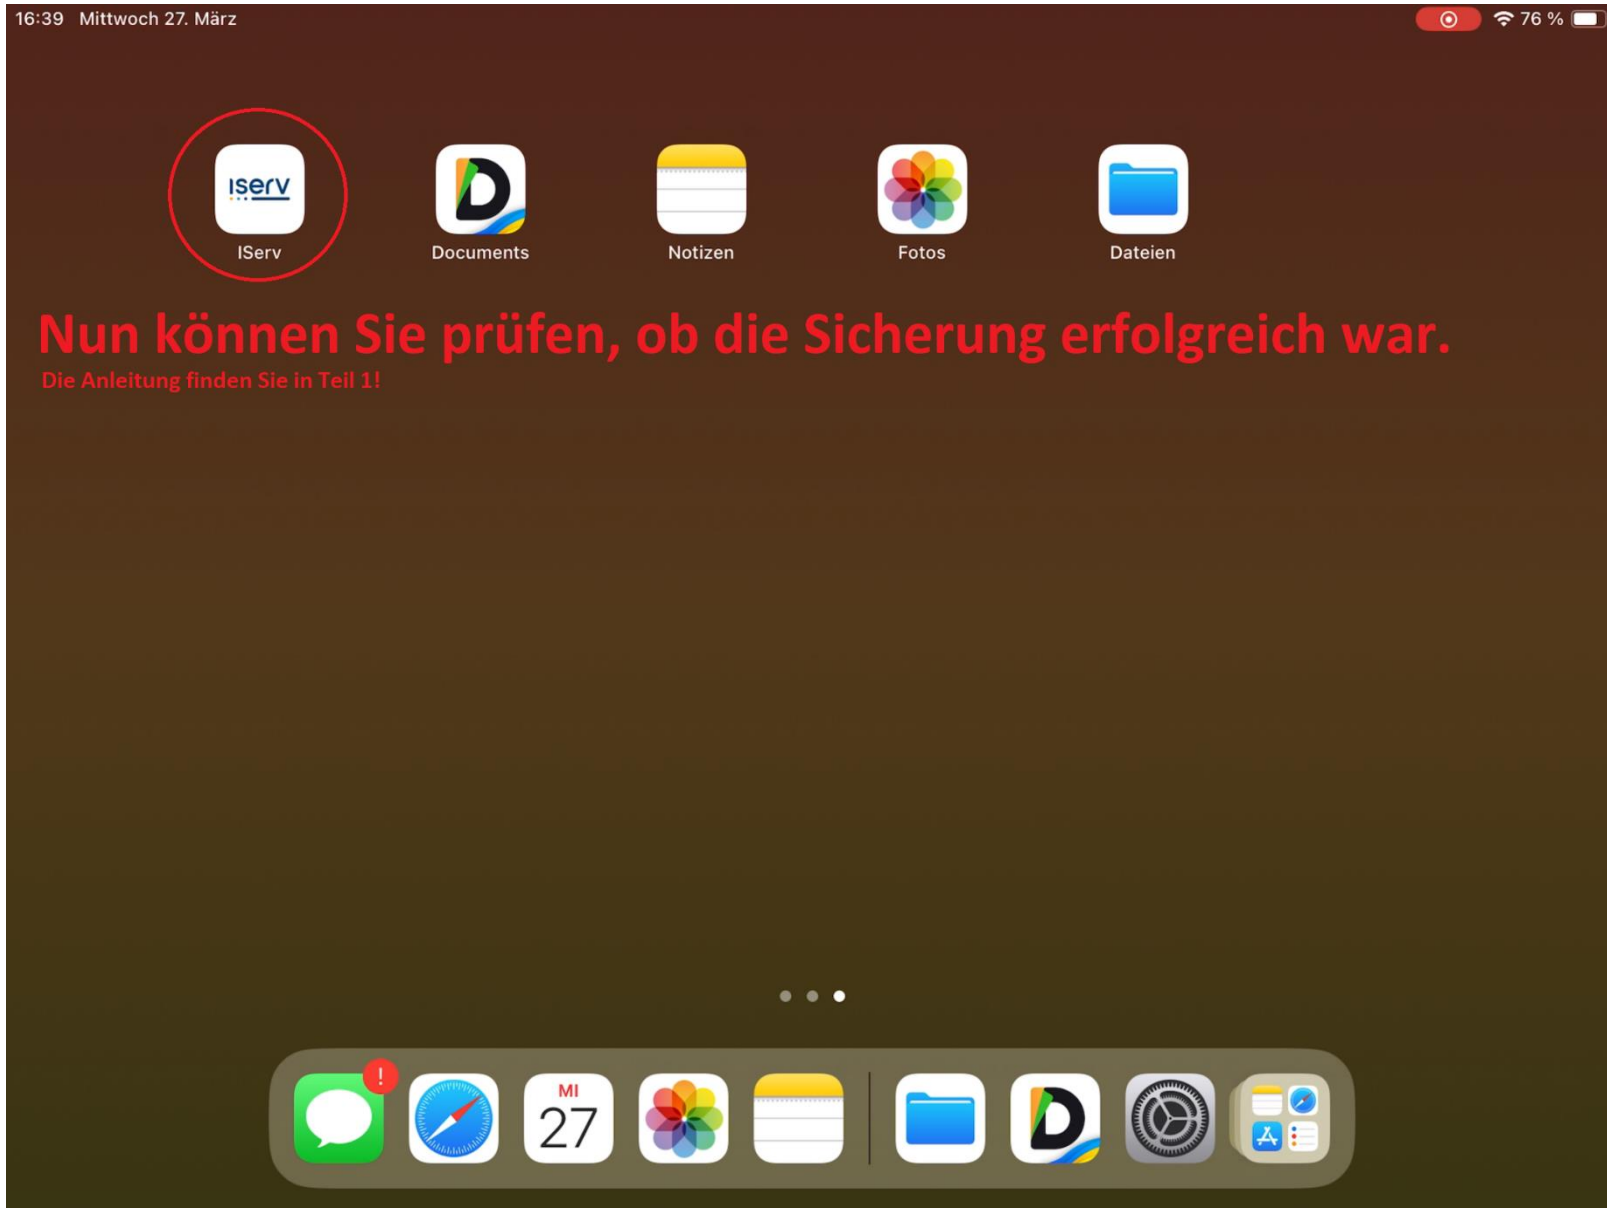 16:39 Mittwoch 27. März
76 %
ıserv
IServ
Documents
Notizen
Fotos
Dateien
Nun können Sie prüfen, ob die Sicherung erfolgreich war.
Die Anleitung finden Sie in Teil 1!
!
MI
27